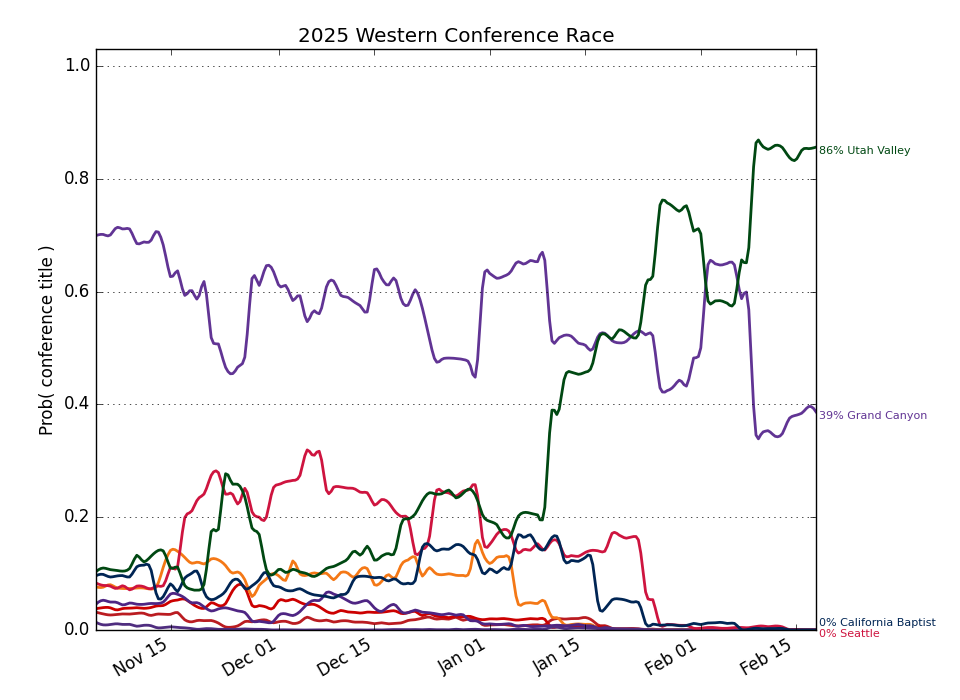 2025 Western Conference Race
1.0
0.8
0.6
0.4
0.2
0.0
Prob( conference title )
Nov 15
Dec 01
Dec 15
Jan 01
Jan 15
Feb 01
Feb 15
86% Utah Valley
39% Grand Canyon
0% California Baptist
0% Seattle